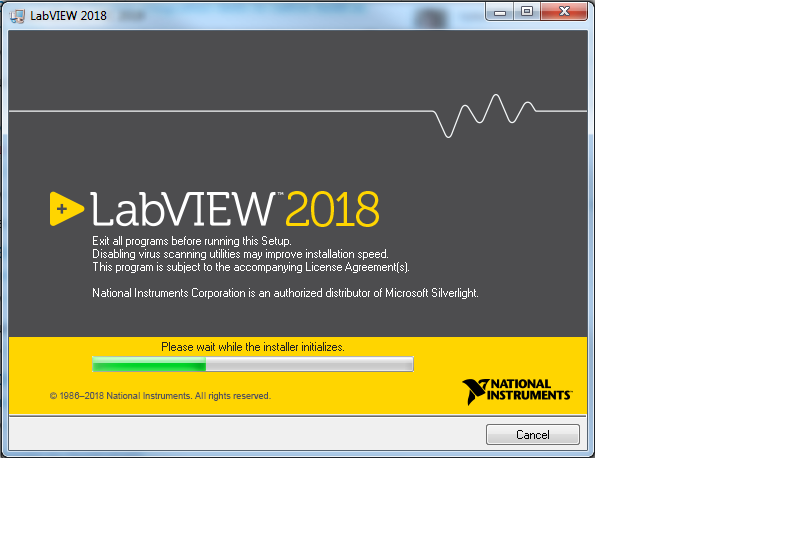 LabVIEW 2018
LabVIEW™ 2018
Exit all programs before running this Setup.
Disabling virus scanning utilities may improve installation speed.
This program is subject to the accompanying License Agreement(s).
National Instruments Corporation is an authorized distributor of Microsoft Silverlight.
Please wait while the installer initializes.
© 1986–2018 National Instruments. All rights reserved.
NATIONAL
INSTRUMENTS™
Cancel